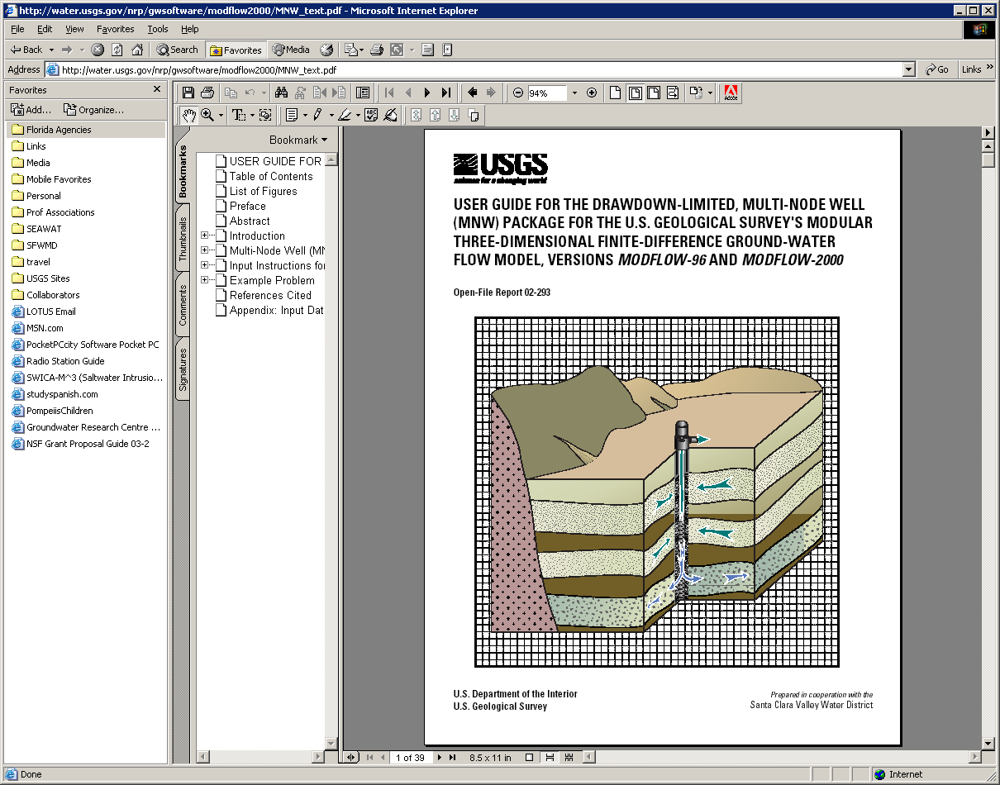 http://water.usgs.gov/nrp/gwsoftware/modflow2000/MNW_text.pdf - Microsoft Internet Explorer
File Edit View Favorites Tools Help
Back Search Favorites Media
Address http://water.usgs.gov/nrp/gwsoftware/modflow2000/MNW_text.pdf Go Links »
Favorites
Add... Organize...
Florida Agencies
Links
Media
Mobile Favorites
Personal
Prof Associations
SEAWAT
SFWMD
travel
USGS Sites
Collaborators
LOTUS Email
MSN.com
PocketPCcity Software Pocket PC
Radio Station Guide
SWICA-M^3 (Saltwater Intrusio...
studyspanish.com
PompeiisChildren
Groundwater Research Centre ...
NSF Grant Proposal Guide 03-2
94%
Adobe
Bookmarks
Thumbnails
Comments
Signatures
Bookmark
USER GUIDE FOR
Table of Contents
List of Figures
Preface
Abstract
Introduction
Multi-Node Well (MN
Input Instructions for
Example Problem
References Cited
Appendix: Input Dat
USGS
science for a changing world
USER GUIDE FOR THE DRAWDOWN-LIMITED, MULTI-NODE WELL
(MNW) PACKAGE FOR THE U.S. GEOLOGICAL SURVEY'S MODULAR
THREE-DIMENSIONAL FINITE-DIFFERENCE GROUND-WATER
FLOW MODEL, VERSIONS MODFLOW-96 AND MODFLOW-2000
Open-File Report 02-293
U.S. Department of the Interior
U.S. Geological Survey
Prepared in cooperation with the
Santa Clara Valley Water District
1 of 39 8.5 x 11 in
Done Internet